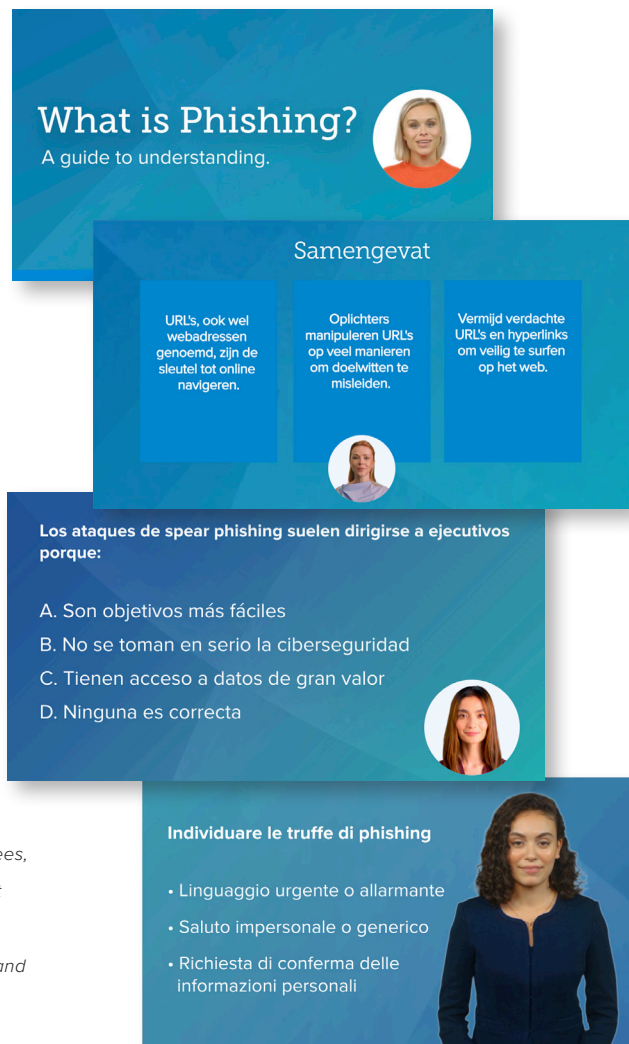 What is Phishing?
A guide to understanding.
Samengevat
URL's, ook wel
webadressen
genoemd, zijn de
sleutel tot online
navigeren.
Oplichters
manipuleren URL's
op veel manieren
om doelwitten te
misleiden.
Vermijd verdachte
URL's en hyperlinks
om veilig te surfen
op het web.
Los ataques de spear phishing suelen dirigirse a ejecutivos
porque:
A. Son objetivos más fáciles
B. No se toman en serio la ciberseguridad
C. Tienen acceso a datos de gran valor
D. Ninguna es correcta
Individuare le truffe di phishing
• Linguaggio urgente o allarmante
• Saluto impersonale o generico
• Richiesta di conferma delle
informazioni personali
and